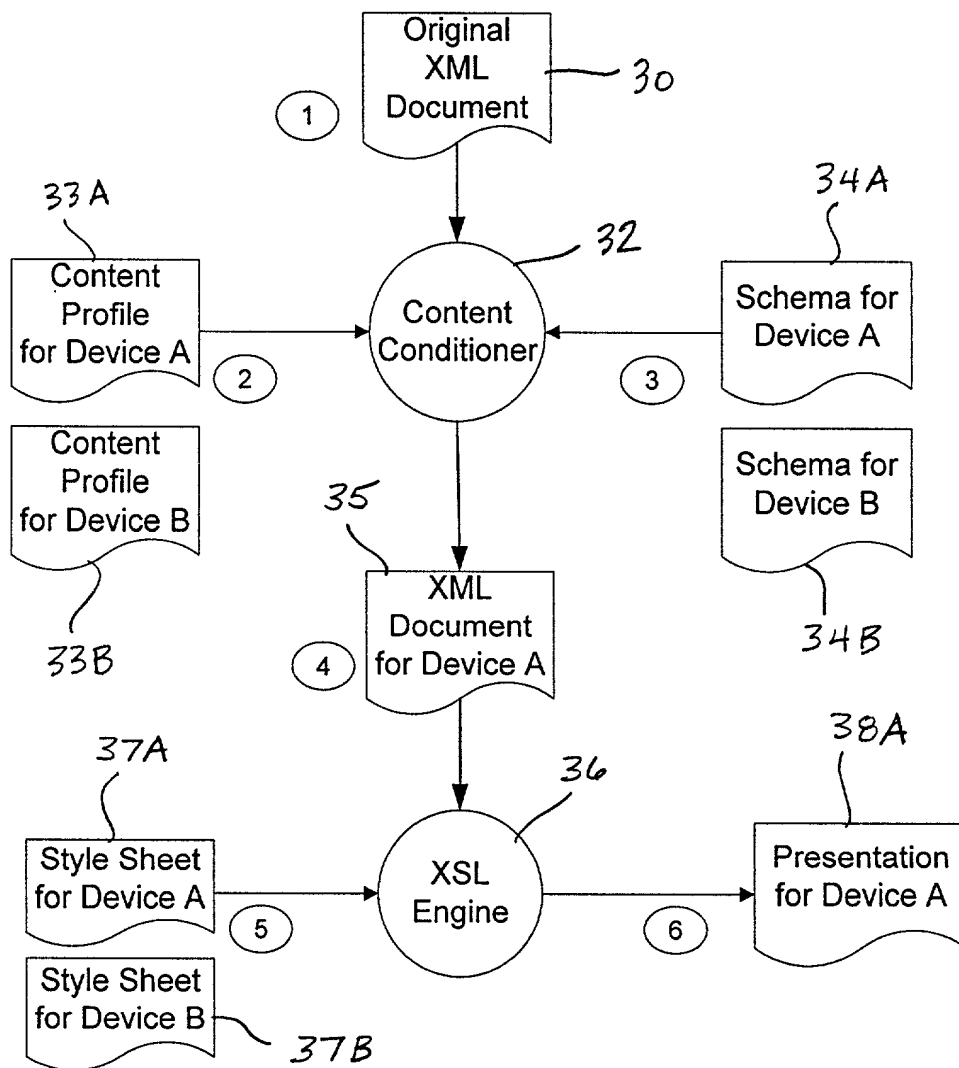 Original
XML
Document
30
1
33A
32
34A
Content
Profile
for Device A
Content
Conditioner
Schema for
Device A
2
3
Content
Profile
for Device B
Schema for
Device B
35
33B
34B
XML
Document
for Device A
4
37A
36
38A
Style Sheet
for Device A
XSL
Engine
Presentation
for Device A
5
6
Style Sheet
for Device B
37B